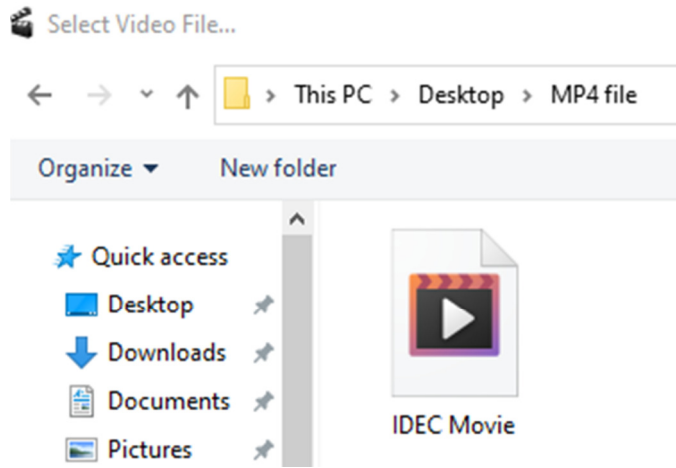 Select Video File...
This PC > Desktop > MP4 file
Organize New folder
Quick access
Desktop
Downloads
Documents
Pictures
IDEC Movie